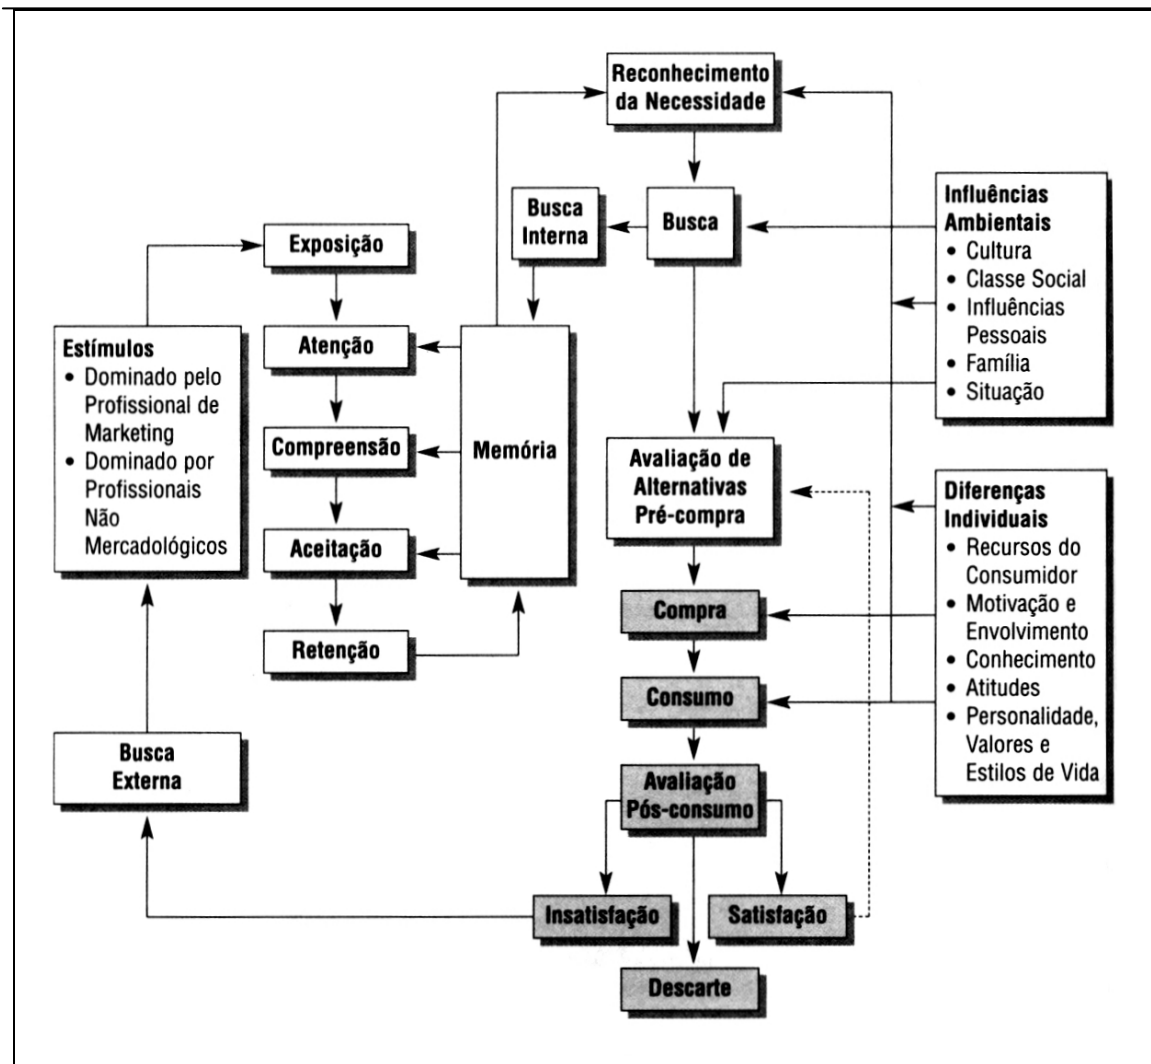 Reconhecimento
da Necessidade
Busca
Interna
Busca
Influências
Ambientais
• Cultura
• Classe Social
• Influências
Pessoais
• Família
• Situação
Exposição
Atenção
Compreensão
Aceitação
Retenção
Estímulos
• Dominado pelo
Profissional de
Marketing
• Dominado por
Profissionais
Não
Mercadológicos
Memória
Avaliação de
Alternativas
Pré-compra
Diferenças
Individuais
• Recursos do
Consumidor
• Motivação e
Envolvimento
• Conhecimento
• Atitudes
• Personalidade,
Valores e
Estilos de Vida
Compra
Consumo
Avaliação
Pós-consumo
Busca
Externa
Insatisfação
Satisfação
Descarte